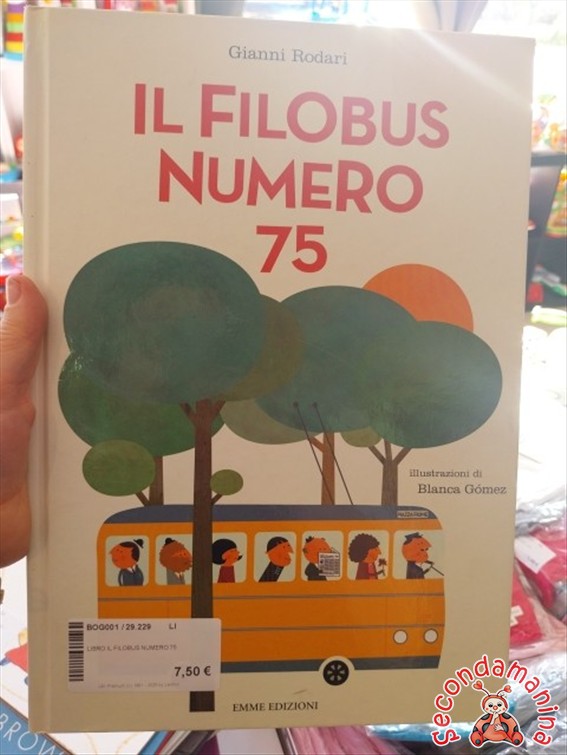 Gianni Rodari
IL FILOBUS
NUMERO
75
illustrazioni di
Blanca Gómez
BOG001 / 29.229 LI
LIBRO IL FILOBUS NUMERO 75
7,50 €
EMME EDIZIONI
BROW
secondamanina